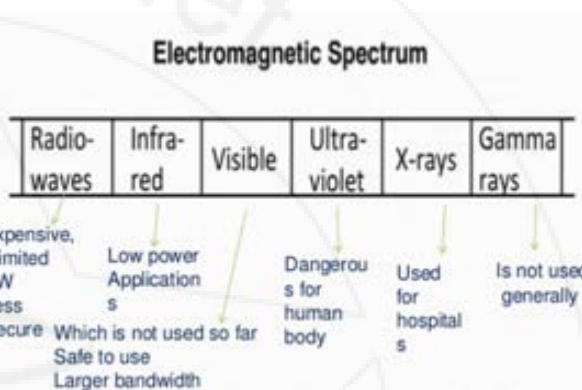 Electromagnetic Spectrum
Radio-
waves
Infra-
red
Visible
Ultra-
violet
X-rays
Gamma
rays
xpensive,
imited
W
ess
ecure
Low power
Application
s
Which is not used so far
Safe to use
Larger bandwidth
Dangerou
s for
human
body
Used
for
hospital
s
Is not used
generally